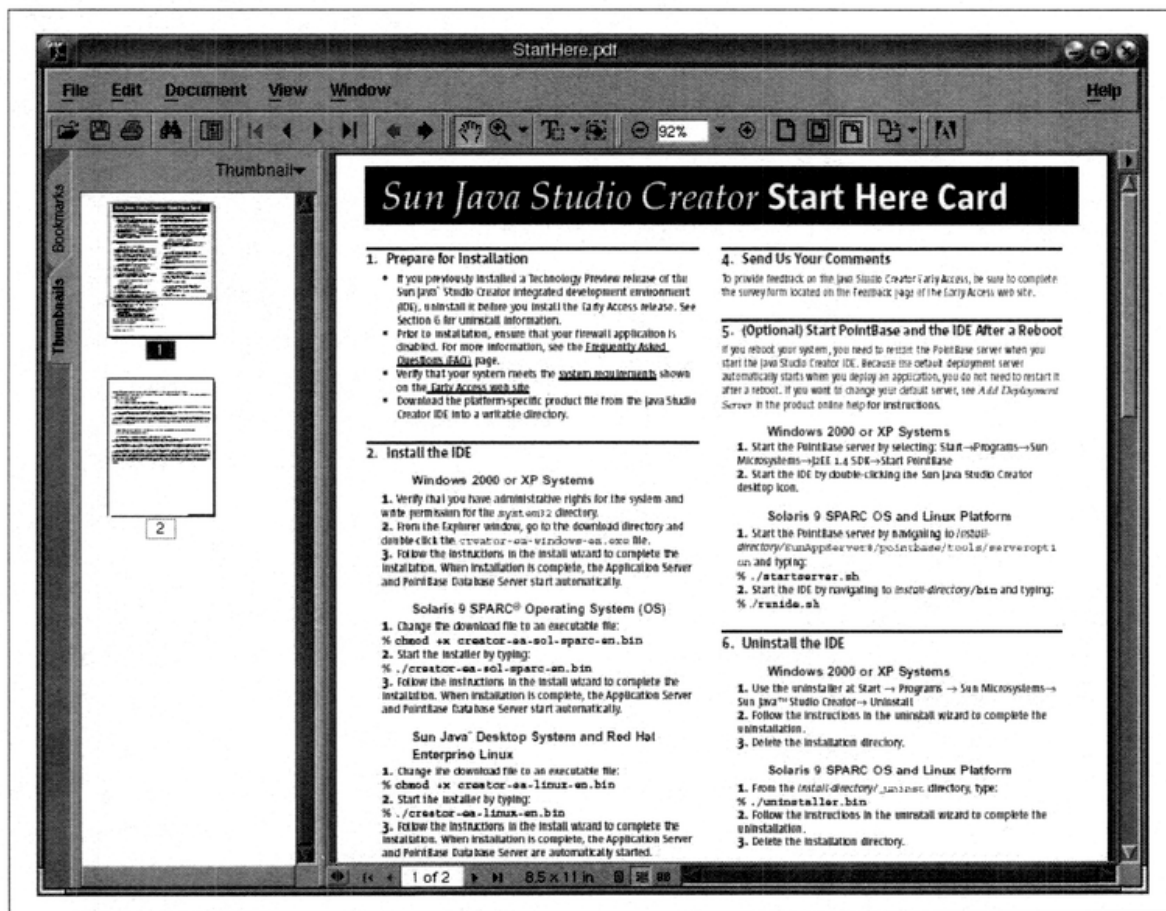 StartHere.pdf
File Edit Document View Window Help
92%
Thumbnail
Bookmarks
Thumbnails
1
2
Sun Java Studio Creator Start Here Card
1. Prepare for Installation
• If you previously installed a Technology Preview release of the
Sun Java™ Studio Creator integrated development environment
(IDE), uninstall it before you install the Early Access release. See
Section 6 for uninstall information.
• Prior to installation, ensure that your firewall application is
disabled. For more information, see the Frequently Asked
Questions (FAQ) page.
• Verify that your system meets the system requirements shown
on the Early Access web site
• Download the platform-specific product file from the Java Studio
Creator IDE into a writable directory.
2. Install the IDE
Windows 2000 or XP Systems
1. Verify that you have administrative rights for the system and
write permission for the system32 directory.
2. From the Explorer window, go to the download directory and
double-click the creator-ea-windows-en.exe file.
3. Follow the instructions in the install wizard to complete the
installation. When installation is complete, the Application Server
and PointBase Database Server start automatically.
Solaris 9 SPARC® Operating System (OS)
1. Change the download file to an executable file:
% chmod +x creator-ea-sol-sparc-en.bin
2. Start the installer by typing:
% ./creator-ea-sol-sparc-en.bin
3. Follow the instructions in the install wizard to complete the
installation. When installation is complete, the Application Server
and PointBase Database Server start automatically.
Sun Java™ Desktop System and Red Hat
Enterprise Linux
1. Change the download file to an executable file:
% chmod +x creator-ea-linux-en.bin
2. Start the installer by typing:
% ./creator-ea-linux-en.bin
3. Follow the instructions in the install wizard to complete the
installation. When installation is complete, the Application Server
and PointBase Database Server are automatically started.
4. Send Us Your Comments
To provide feedback on the Java Studio Creator Early Access, be sure to complete
the survey form located on the Feedback page of the Early Access web site.
5. (Optional) Start PointBase and the IDE After a Reboot
If you reboot your system, you need to restart the PointBase server when you
start the Java Studio Creator IDE. Because the default deployment server
automatically starts when you deploy an application, you do not need to restart it
after a reboot. If you want to change your default server, see Add Deployment
Server in the product online help for instructions.
Windows 2000 or XP Systems
1. Start the PointBase server by selecting: Start→Programs→Sun
Microsystems→J2EE 1.4 SDK→Start PointBase
2. Start the IDE by double-clicking the Sun Java Studio Creator
desktop icon.
Solaris 9 SPARC OS and Linux Platform
1. Start the PointBase server by navigating to install-
directory/SunAppServer8/pointbase/tools/serveropti
on and typing:
% ./startserver.sh
2. Start the IDE by navigating to install-directory/bin and typing:
% ./runide.sh
6. Uninstall the IDE
Windows 2000 or XP Systems
1. Use the uninstaller at Start → Programs → Sun Microsystems→
Sun Java™ Studio Creator→ Uninstall
2. Follow the instructions in the uninstall wizard to complete the
uninstallation.
3. Delete the installation directory.
Solaris 9 SPARC OS and Linux Platform
1. From the install-directory/_uninst directory, type:
% ./uninstaller.bin
2. Follow the instructions in the uninstall wizard to complete the
uninstallation.
3. Delete the installation directory.
1 of 2 8,5 x 11 in